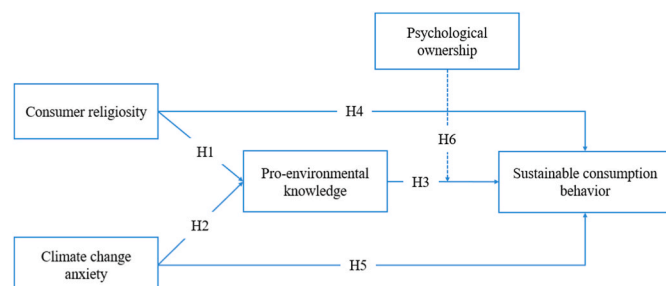 Psychological
ownership
Consumer religiosity
H4
H6
H1
Pro-environmental
knowledge
H3
Sustainable consumption
behavior
H2
Climate change
anxiety
H5